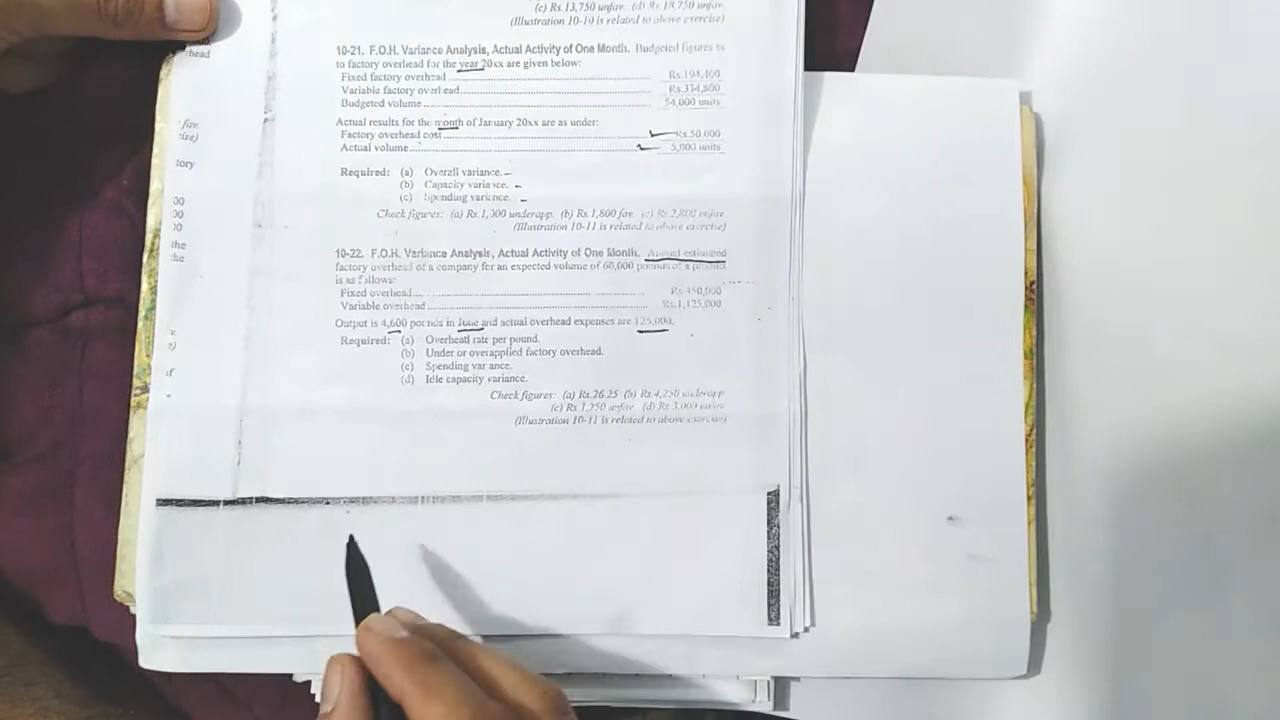 (c) Rs.13,750 unfav. (d) Rs.18,750 unfav.
(Illustration 10-10 is related to above exercise)
rhead
fav.
tory
00
00
the
the
10-21. F.O.H. Variance Analysis, Actual Activity of One Month. Budgeted figures as
to factory overhead for the year 20xx are given below:
Fixed factory overhead ........ Rs.194,400
Variable factory overhead........ Rs.334,800
Budgeted volume ........ 54,000 units
Actual results for the month of January 20xx are as under:
Factory overhead cost ........ Rs.50,000
Actual volume ........ 5,000 units
Required: (a) Overall variance.
(b) Capacity variance.
(c) Spending variance.
Check figures: (a) Rs.1,000 underapp. (b) Rs.1,800 fav. (c) Rs.2,800 unfav.
(Illustration 10-11 is related to above exercise)
10-22. F.O.H. Variance Analysis, Actual Activity of One Month. Annual estimated
factory overhead of a company for an expected volume of 60,000 pounds of a product
is as follows:
Fixed overhead........ Rs 450,000
Variable overhead ........ Rs.1,125,000
Output is 4,600 pounds in June and actual overhead expenses are 125,000.
Required: (a) Overhead rate per pound.
(b) Under or overapplied factory overhead.
(c) Spending variance.
(d) Idle capacity variance.
Check figures: (a) Rs.26.25 (b) Rs.4,250 underapp
(c) Rs.1,250 unfav (d) Rs 3,000 unfav
(Illustration 10-11 is related to above exercise)